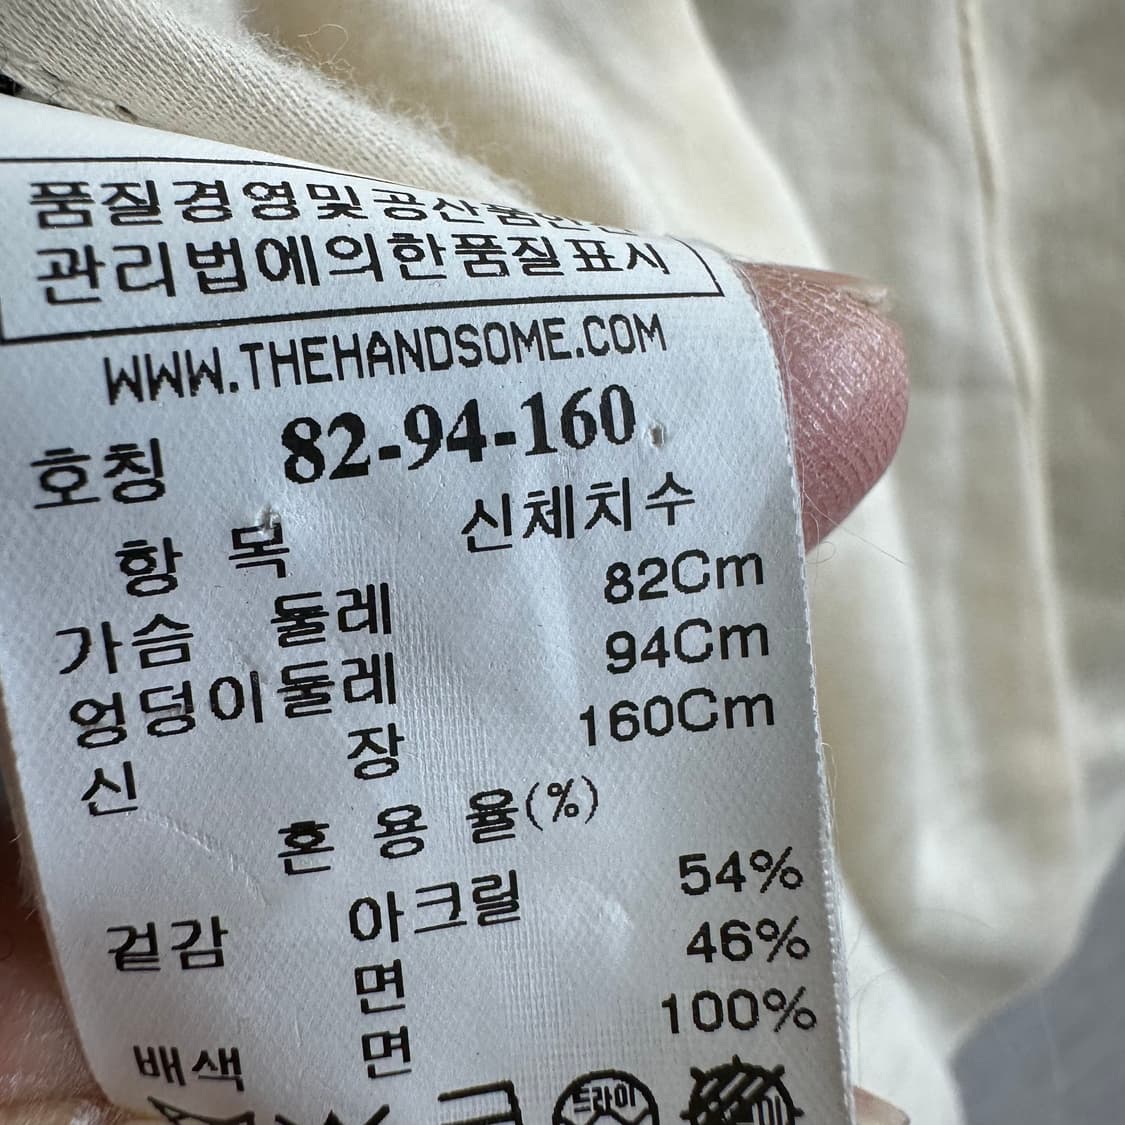 품질경영및공산품안전
관리법에의한품질표시
WWW.THEHANDSOME.COM
호칭 82-94-160
항 목 신체치수
가슴 둘레 82Cm
엉덩이둘레 94Cm
신 장 160Cm
혼 용 율(%)
겉감 아크릴 54%
면 46%
배색 면 100%
드라이